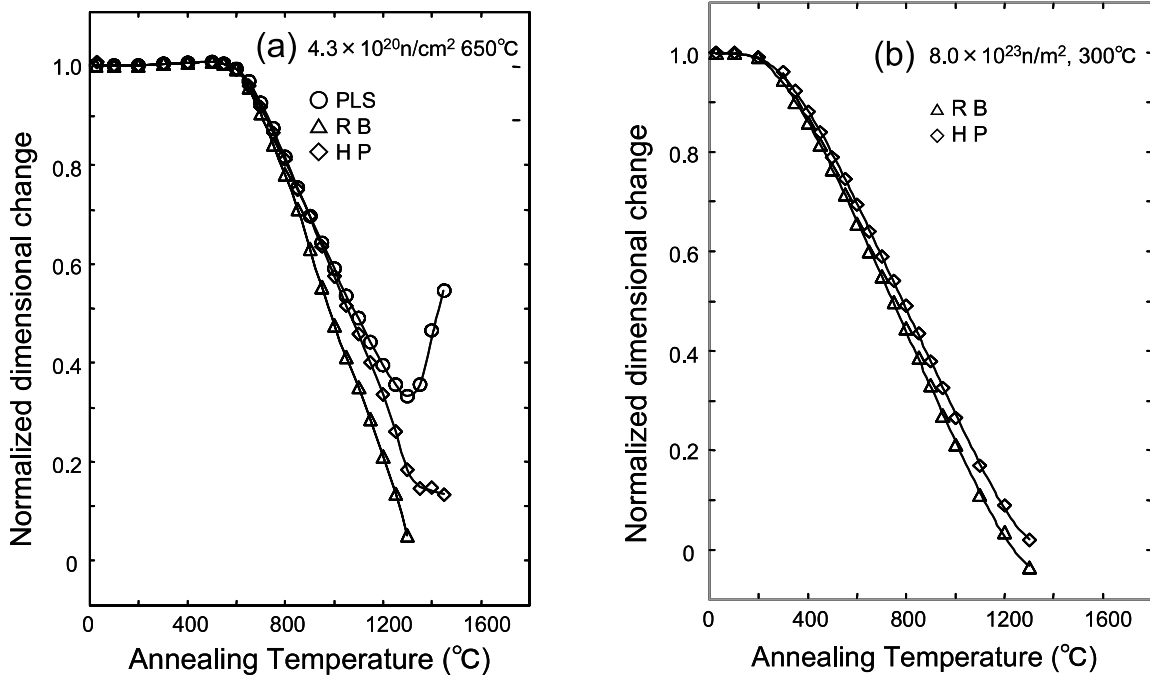 (a) 4.3×10²⁰n/cm² 650℃
PLS
R B
H P
1.0
0.8
0.6
0.4
0.2
0
Normalized dimensional change
0 400 800 1200 1600
Annealing Temperature (℃)
(b) 8.0×10²³n/m², 300℃
R B
H P
1.0
0.8
0.6
0.4
0.2
0
Normalized dimensional change
0 400 800 1200 1600
Annealing Temperature (℃)